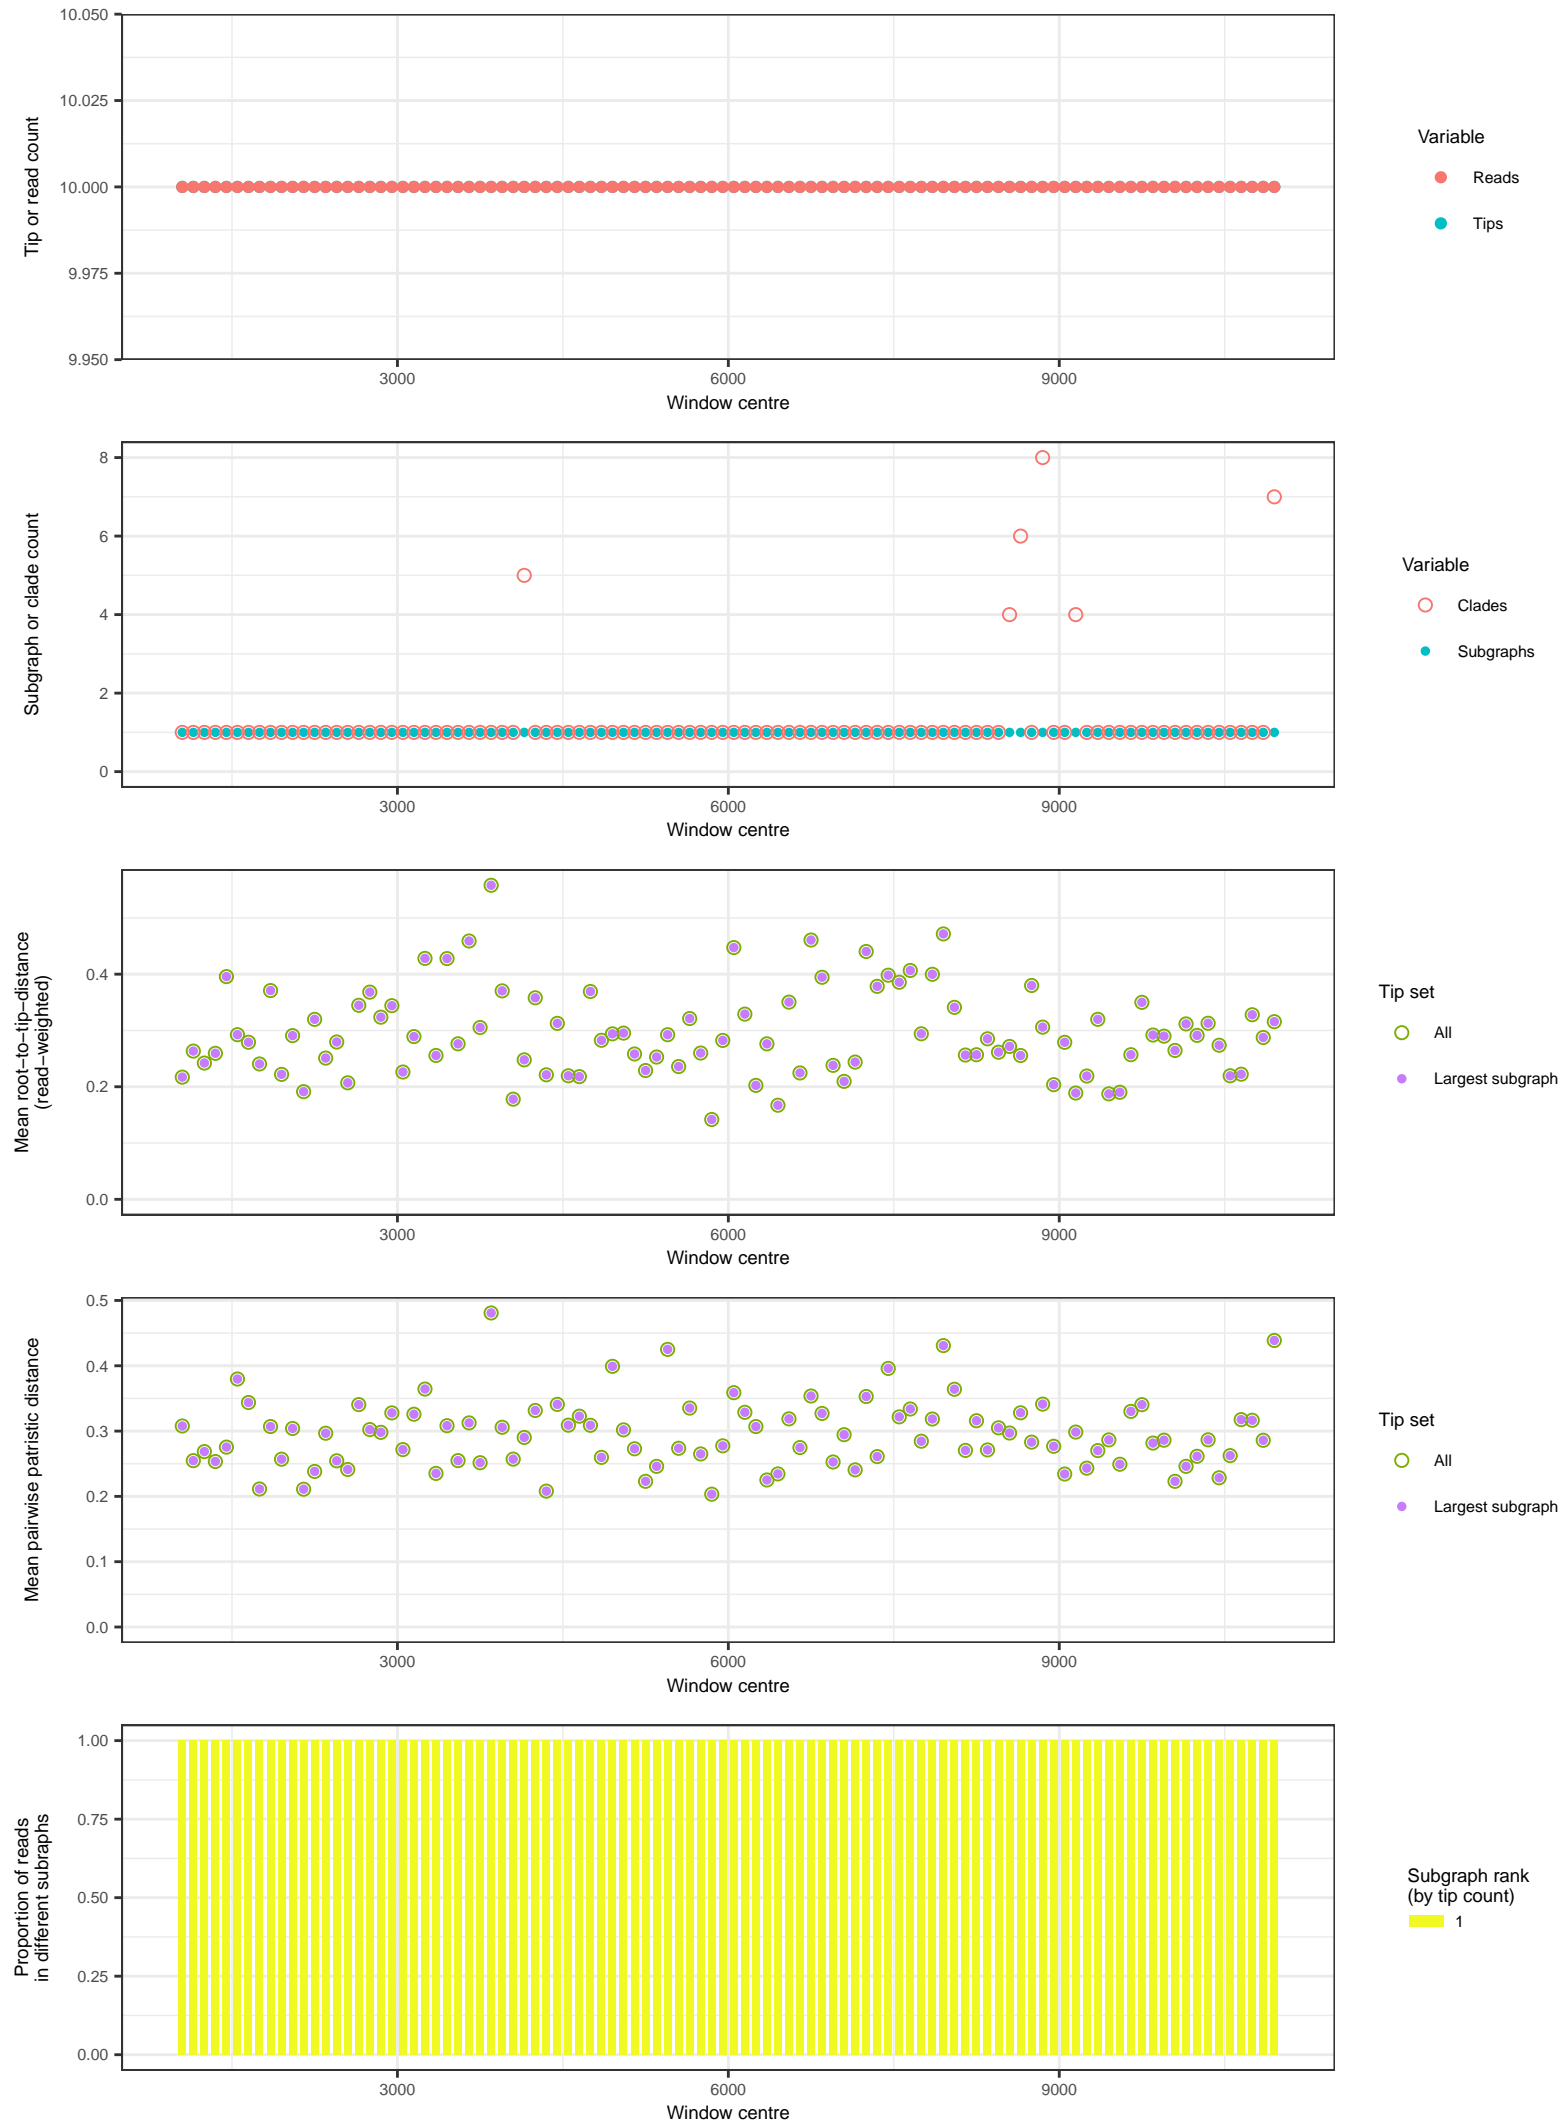 10.050
10.025
10.000
9.975
9.950
Tip or read count
3000
6000
9000
Window centre
Variable
Reads
Tips
8
6
4
2
0
Subgraph or clade count
3000
6000
9000
Window centre
Variable
Clades
Subgraphs
0.4
0.2
0.0
Mean root−to−tip−distance
(read−weighted)
3000
6000
9000
Window centre
Tip set
All
Largest subgraph
0.5
0.4
0.3
0.2
0.1
0.0
Mean pairwise patristic distance
3000
6000
9000
Window centre
Tip set
All
Largest subgraph
1.00
0.75
0.50
0.25
0.00
Proportion of reads
in different subraphs
3000
6000
9000
Window centre
Subgraph rank
(by tip count)
1